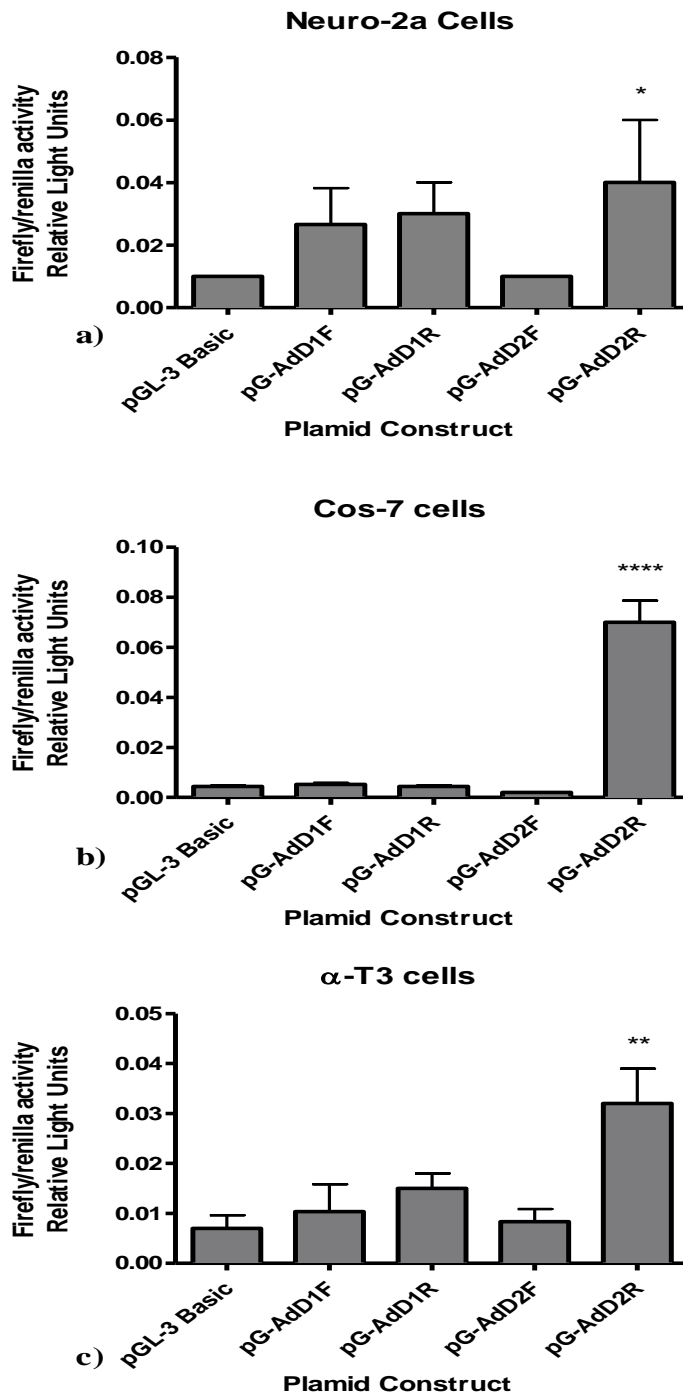 Neuro-2a Cells
Firefly/renilla activity
Relative Light Units
0.08
0.06
0.04
0.02
0.00
*
a)
pGL-3 Basic
pG-AdD1F
pG-AdD1R
pG-AdD2F
pG-AdD2R
Plamid Construct
Cos-7 cells
Firefly/renilla activity
Relative Light Units
0.10
0.08
0.06
0.04
0.02
0.00
****
b)
pGL-3 Basic
pG-AdD1F
pG-AdD1R
pG-AdD2F
pG-AdD2R
Plamid Construct
α-T3 cells
Firefly/renilla activity
Relative Light Units
0.05
0.04
0.03
0.02
0.01
0.00
**
c)
pGL-3 Basic
pG-AdD1F
pG-AdD1R
pG-AdD2F
pG-AdD2R
Plamid Construct